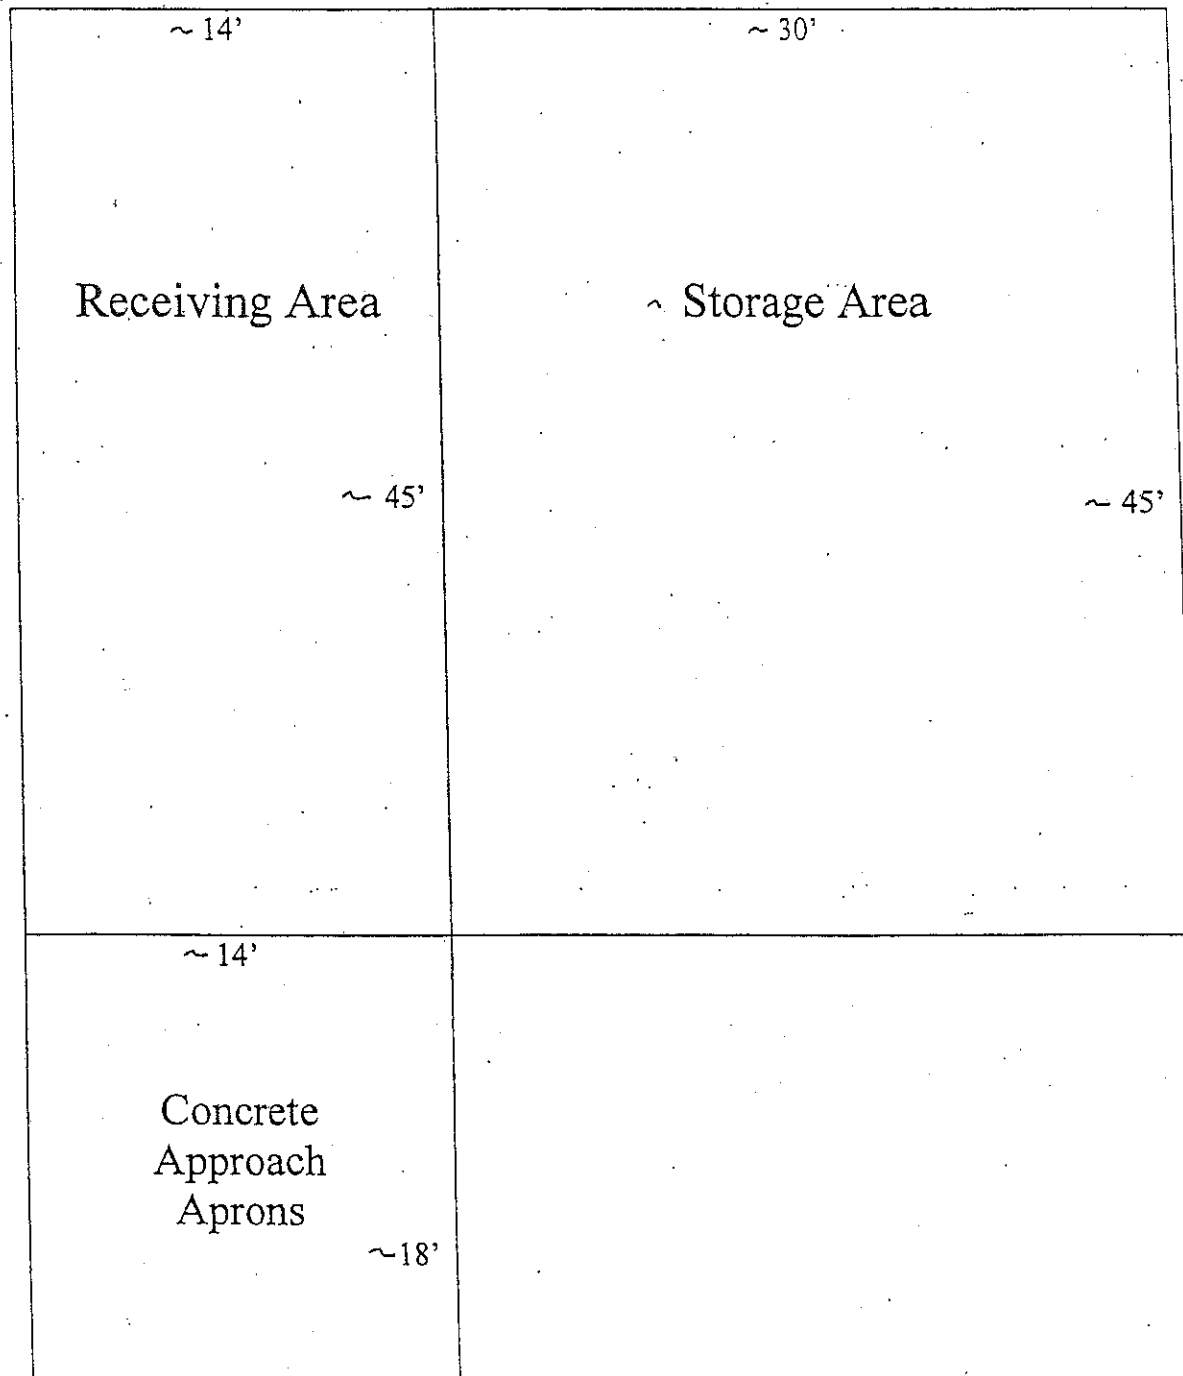 ~ 14'
~ 30'
Receiving Area
Storage Area
~ 45'
~ 45'
~ 14'
Concrete
Approach
Aprons
~18'